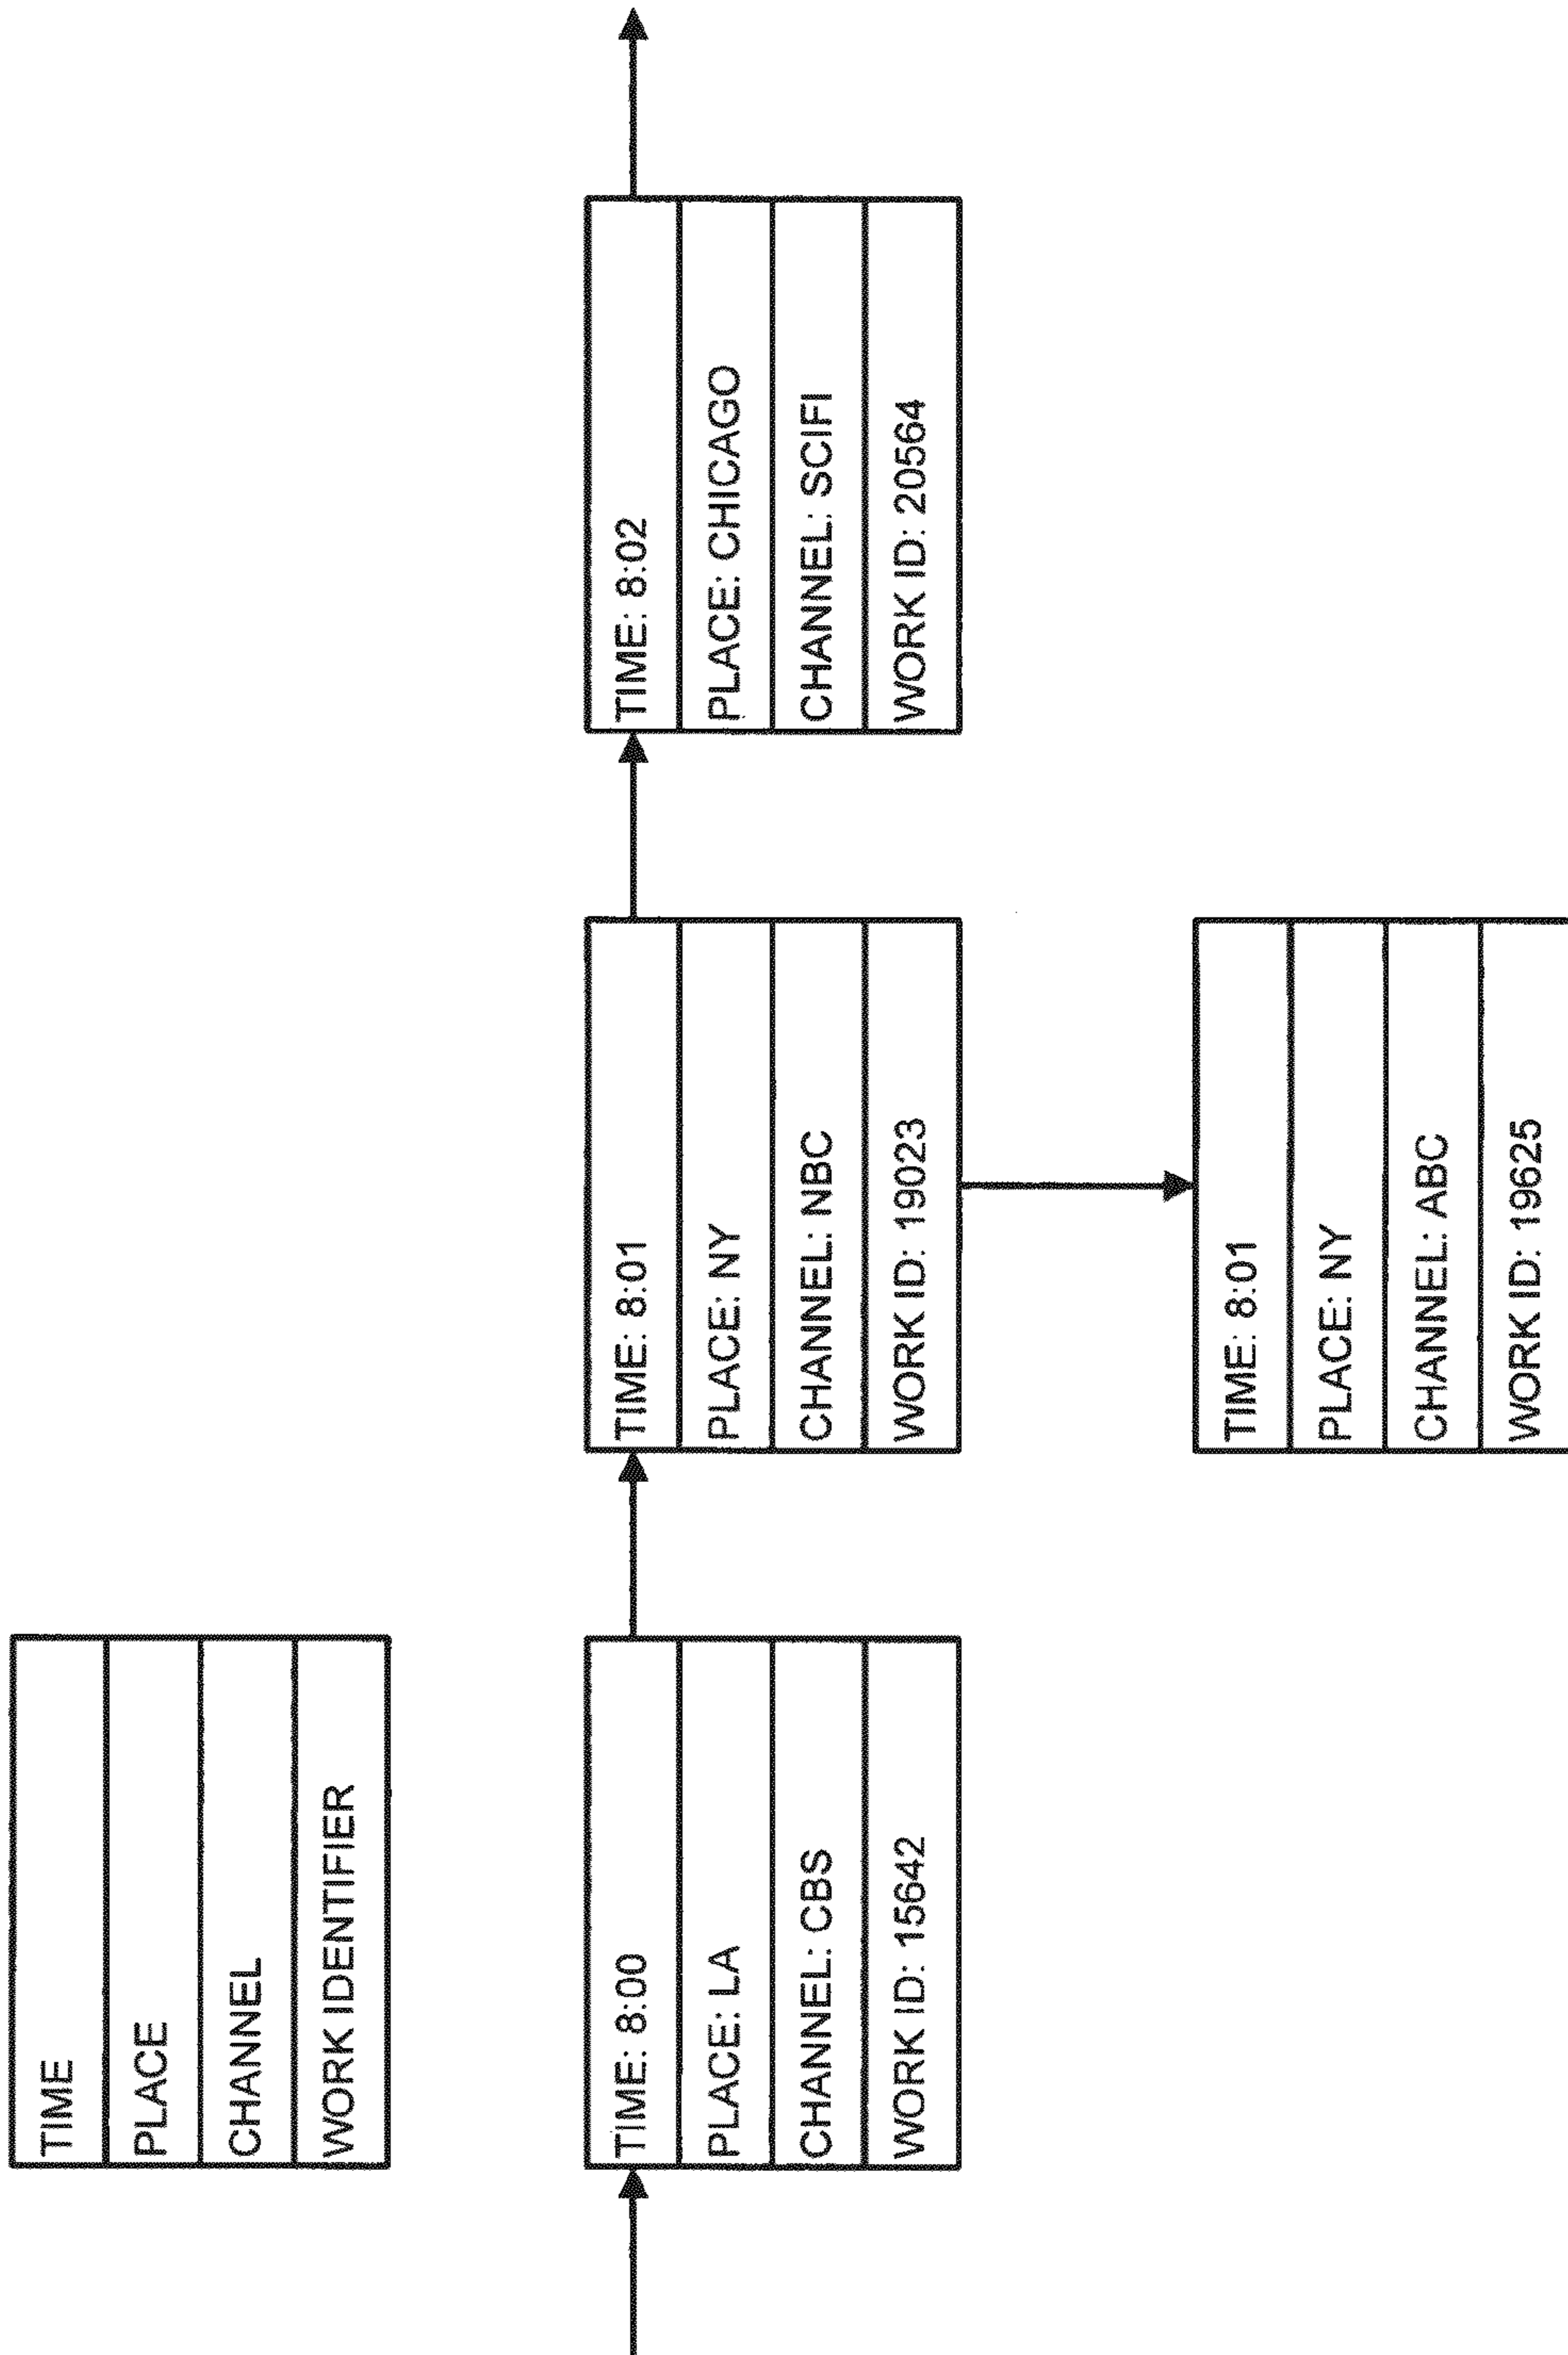 TIME
PLACE
CHANNEL
WORK IDENTIFIER
TIME: 8:00
PLACE: LA
CHANNEL: CBS
WORK ID: 15642
TIME: 8:01
PLACE: NY
CHANNEL: NBC
WORK ID: 19023
TIME: 8:02
PLACE: CHICAGO
CHANNEL: SCIFI
WORK ID: 20564
TIME: 8:01
PLACE: NY
CHANNEL: ABC
WORK ID: 19625